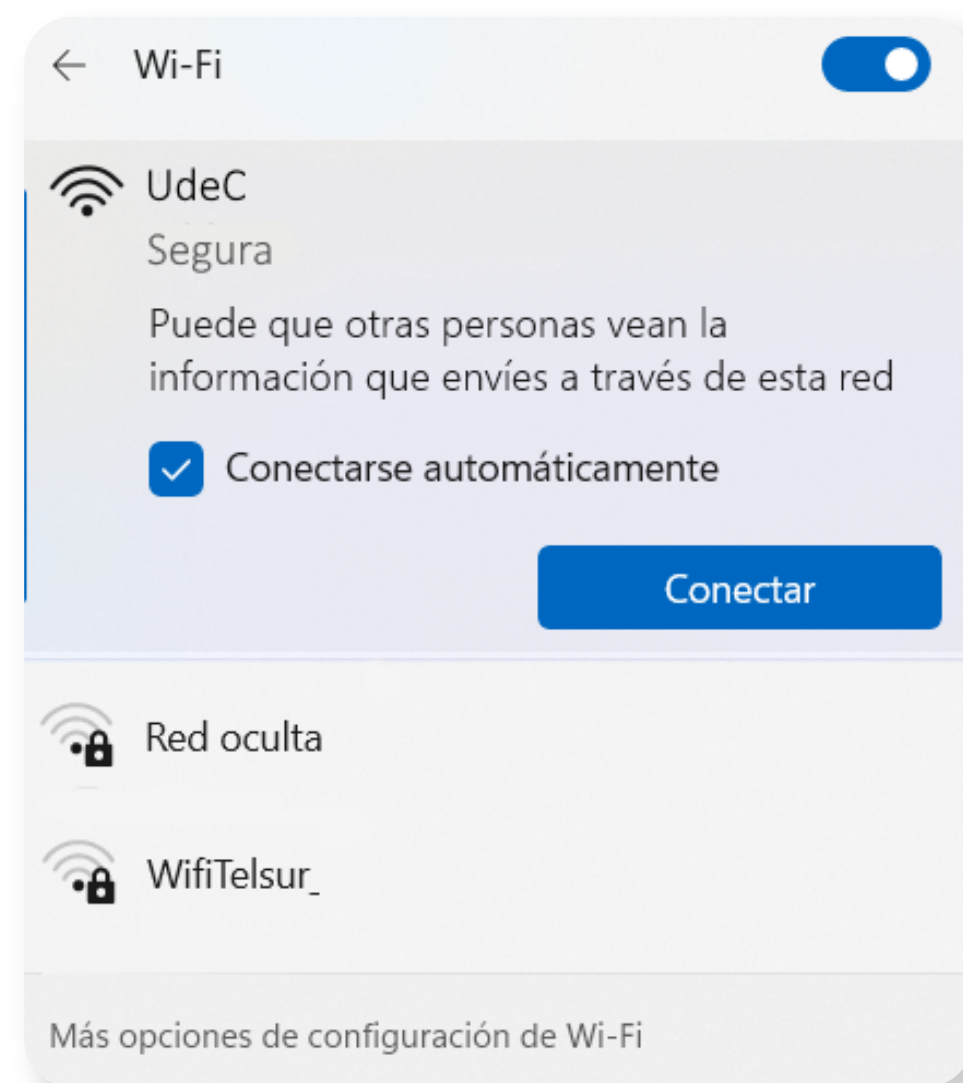 Wi-Fi
UdeC
Segura
Puede que otras personas vean la
información que envíes a través de esta red
Conectarse automáticamente
Conectar
Red oculta
WifiTelsur_
Más opciones de configuración de Wi-Fi